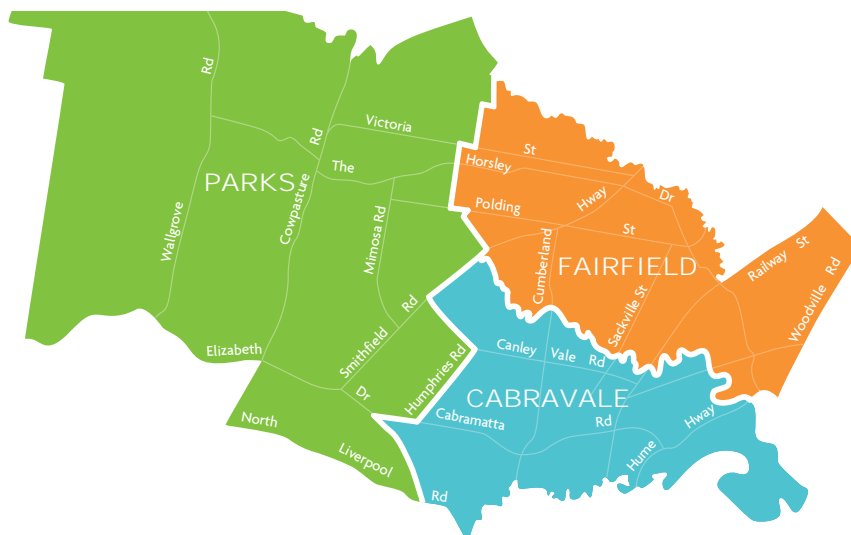 Rd
Victoria
St
Rd
The
Horsley
Dr
PARKS
Hway
Polding
St
Cowpasture
Wallgrove
Mimosa Rd
Cumberland
FAIRFIELD
Railway St
Woodville Rd
Sackville St
Rd
Smithfield
Elizabeth
Dr
Humphries Rd
Canley Vale Rd
CABRAVALE
Cabramatta
Rd
Hume
Hway
North
Liverpool
Rd